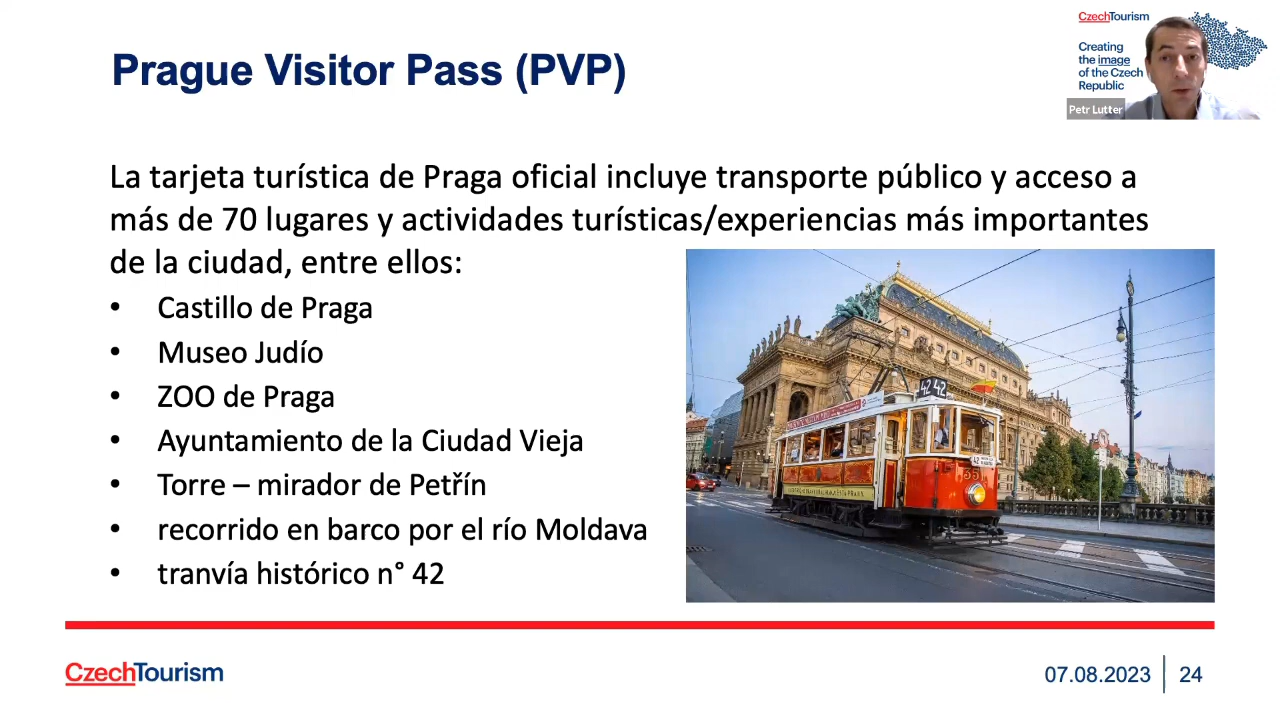 Prague Visitor Pass (PVP)
CzechTourism
Creating
the image
of the Czech
Republic
Petr Lutter
La tarjeta turística de Praga oficial incluye transporte público y acceso a
más de 70 lugares y actividades turísticas/experiencias más importantes
de la ciudad, entre ellos:
• Castillo de Praga
• Museo Judío
• ZOO de Praga
• Ayuntamiento de la Ciudad Vieja
• Torre – mirador de Petřín
• recorrido en barco por el río Moldava
• tranvía histórico n° 42
42 42
42
CzechTourism
07.08.2023
24